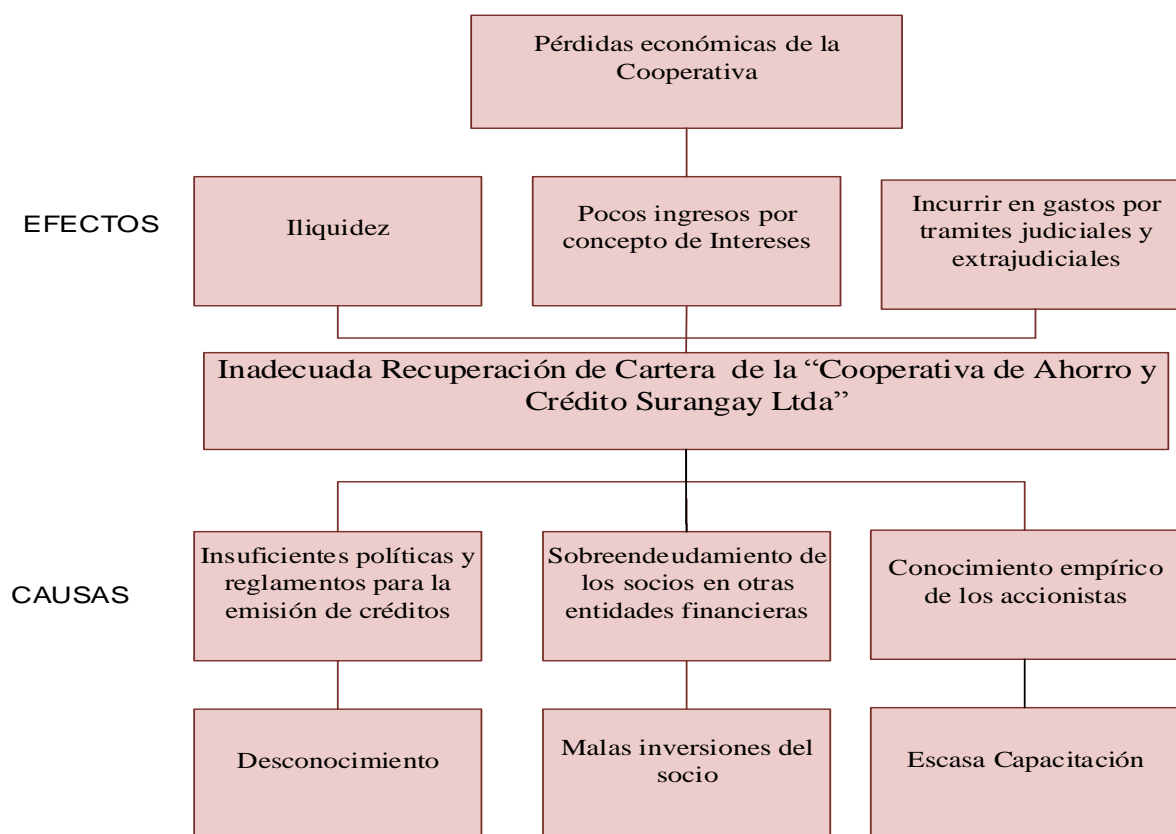 Pérdidas económicas de la
Cooperativa
EFECTOS
Iliquidez
Pocos ingresos por
concepto de Intereses
Incurrir en gastos por
tramites judiciales y
extrajudiciales
Inadecuada Recuperación de Cartera de la “Cooperativa de Ahorro y
Crédito Surangay Ltda”
CAUSAS
Insuficientes políticas y
reglamentos para la
emisión de créditos
Sobreendeudamiento de
los socios en otras
entidades financieras
Conocimiento empírico
de los accionistas
Desconocimiento
Malas inversiones del
socio
Escasa Capacitación